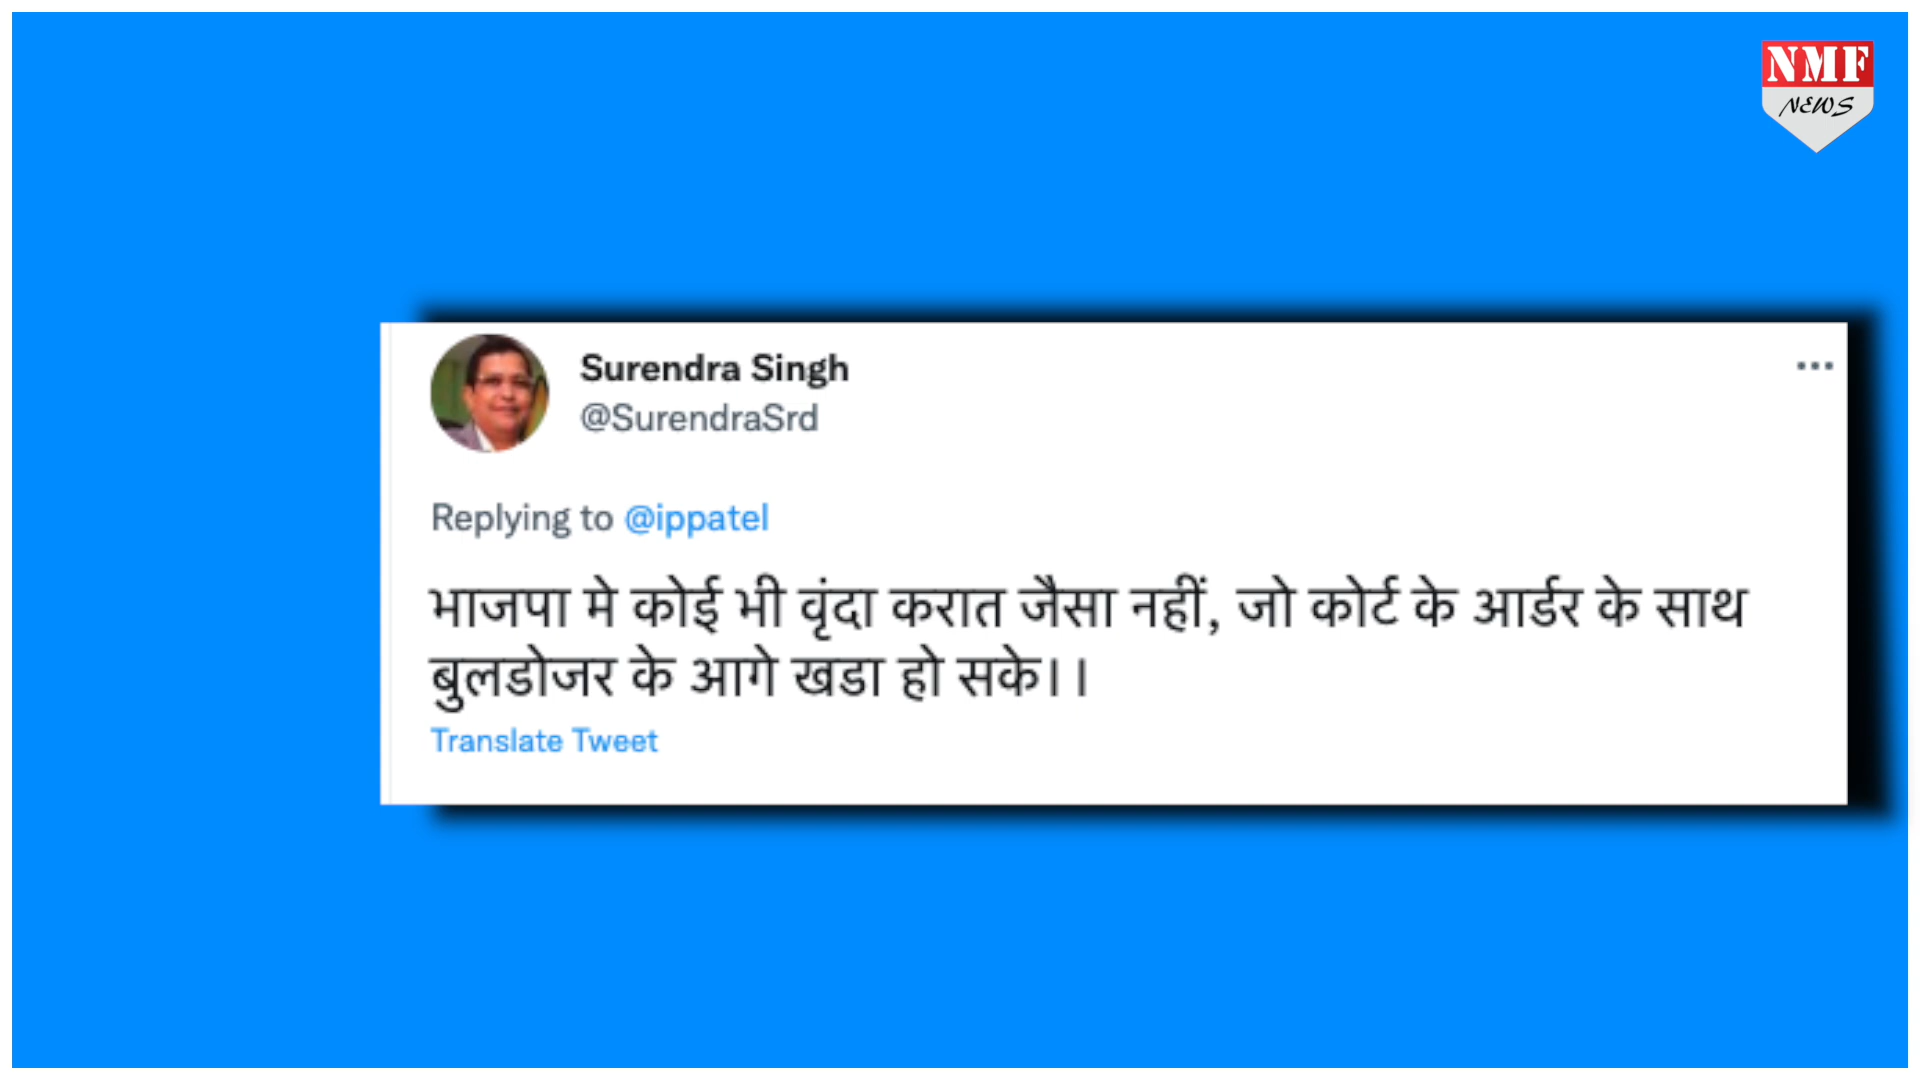 NMF
NEWS
Surendra Singh
@SurendraSrd
Replying to @ippatel
भाजपा मे कोई भी वृंदा करात जैसा नहीं, जो कोर्ट के आर्डर के साथ
बुलडोजर के आगे खडा हो सके।।
Translate Tweet